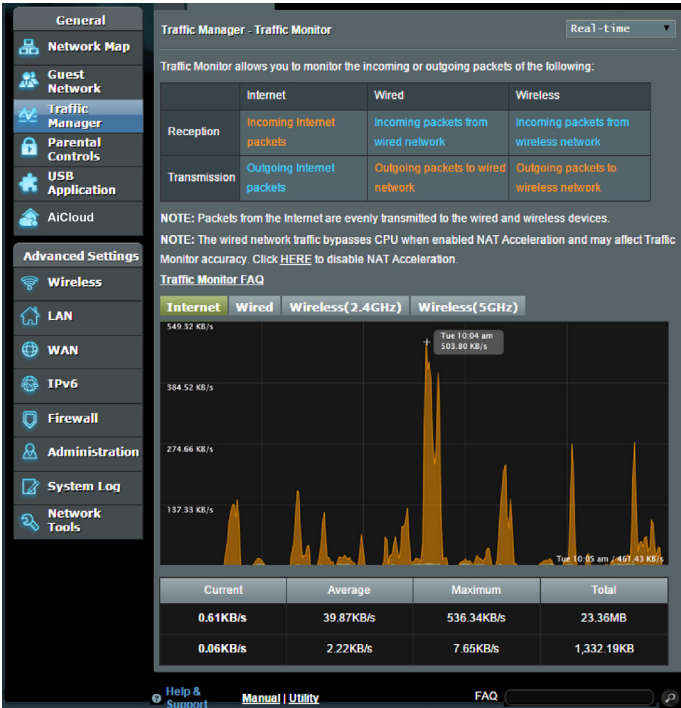 General
Network Map
Guest
Network
Traffic
Manager
Parental
Controls
USB
Application
AiCloud
Advanced Settings
Wireless
LAN
WAN
IPv6
Firewall
Administration
System Log
Network
Tools
Traffic Manager - Traffic Monitor
Real-time
Traffic Monitor allows you to monitor the incoming or outgoing packets of the following:
Internet Wired Wireless
Reception
Incoming Internet
packets
Incoming packets from
wired network
Incoming packets from
wireless network
Transmission
Outgoing Internet
packets
Outgoing packets to wired
network
Outgoing packets to
wireless network
NOTE: Packets from the Internet are evenly transmitted to the wired and wireless devices.
NOTE: The wired network traffic bypasses CPU when enabled NAT Acceleration and may affect Traffic
Monitor accuracy. Click HERE to disable NAT Acceleration.
Traffic Monitor FAQ
Internet Wired Wireless(2.4GHz) Wireless(5GHz)
549.32 KB/s
Tue 10:04 am
503.80 KB/s
384.52 KB/s
274.66 KB/s
137.33 KB/s
Tue 10:05 am / 461.43 KB/s
Current Average Maximum Total
0.61KB/s 39.87KB/s 536.34KB/s 23.36MB
0.06KB/s 2.22KB/s 7.65KB/s 1,332.19KB
Help &
Support
Manual | Utility
FAQ